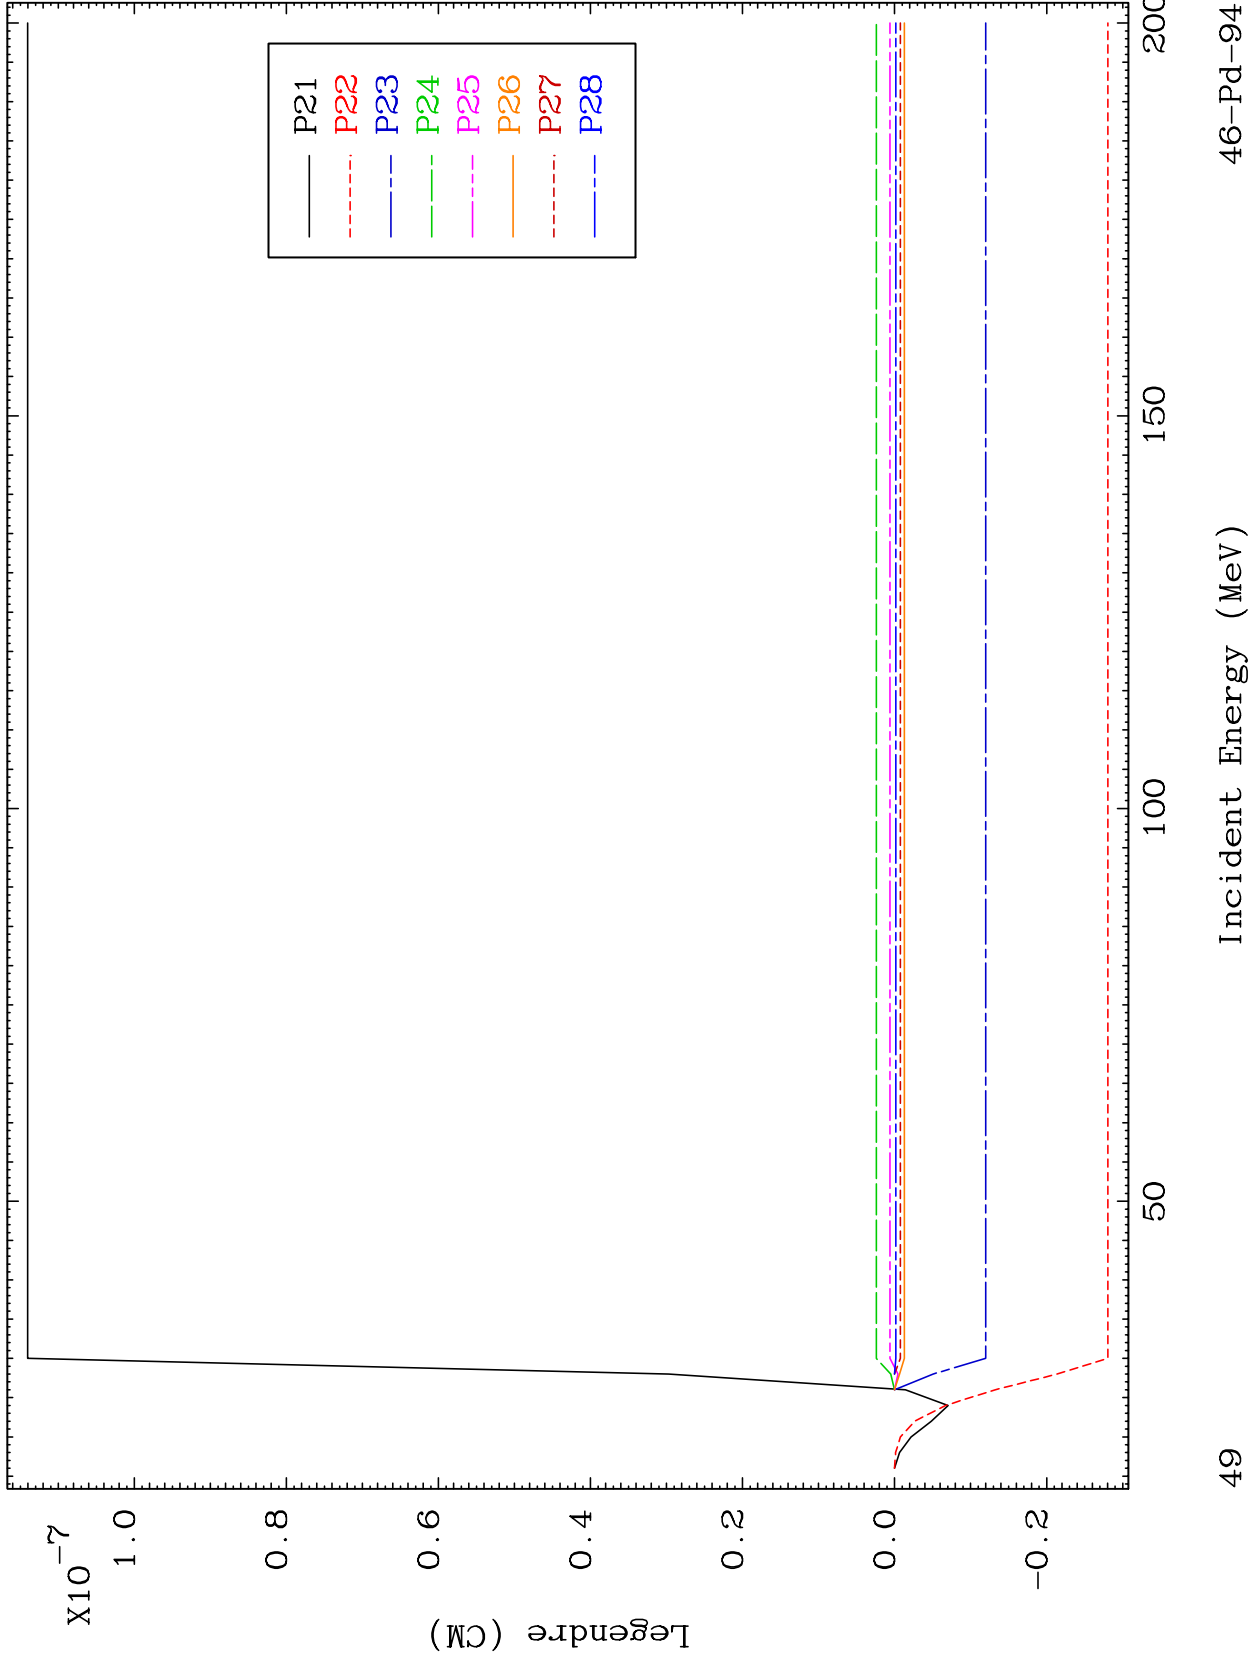 X10-7
1.0
0.8
0.6
0.4
0.2
0.0
-0.2
Legendre (CM)
P21
P22
P23
P24
P25
P26
P27
P28
50
100
150
200
Incident Energy (MeV)
49
46-Pd-94